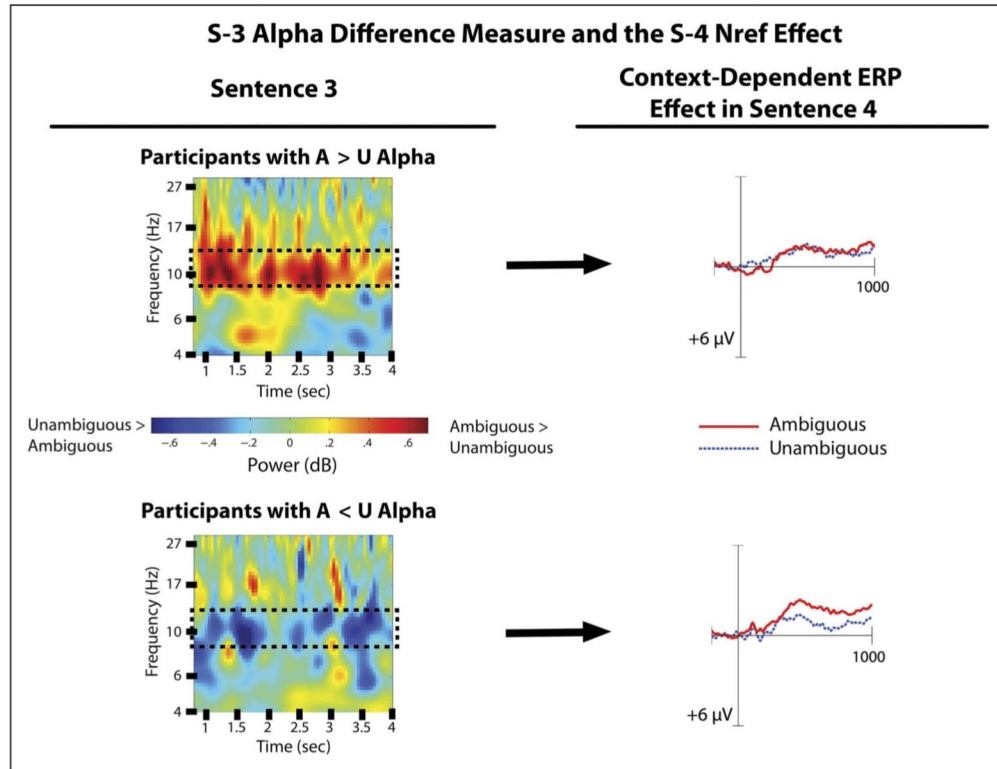 S-3 Alpha Difference Measure and the S-4 Nref Effect
Sentence 3
Context-Dependent ERP
Effect in Sentence 4
Participants with A > U Alpha
27
17
10
6
4
Frequency (Hz)
1 1.5 2 2.5 3 3.5 4
Time (sec)
1000
+6 μV
Unambiguous >
Ambiguous
-.6 -.4 -.2 0 .2 .4 .6
Power (dB)
Ambiguous >
Unambiguous
Ambiguous
Unambiguous
Participants with A < U Alpha
27
17
10
6
4
Frequency (Hz)
1 1.5 2 2.5 3 3.5 4
Time (sec)
1000
+6 μV